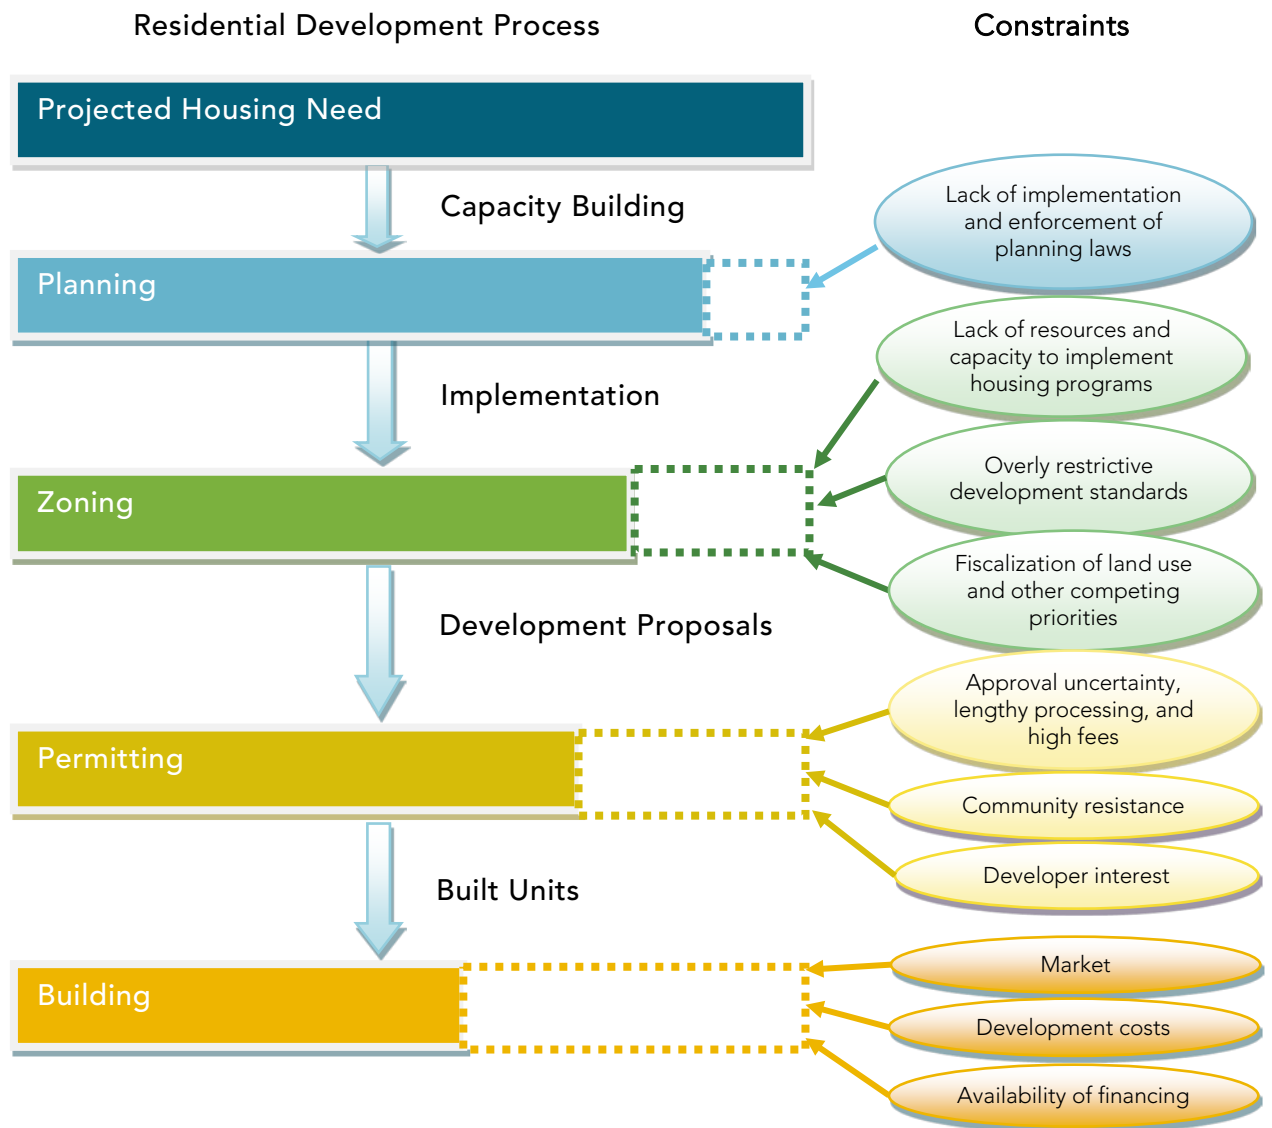 Residential Development Process
Constraints
Projected Housing Need
Capacity Building
Lack of implementation
and enforcement of
planning laws
Planning
Implementation
Lack of resources and
capacity to implement
housing programs
Zoning
Overly restrictive
development standards
Fiscalization of land use
and other competing
priorities
Development Proposals
Permitting
Approval uncertainty,
lengthy processing, and
high fees
Community resistance
Developer interest
Built Units
Building
Market
Development costs
Availability of financing